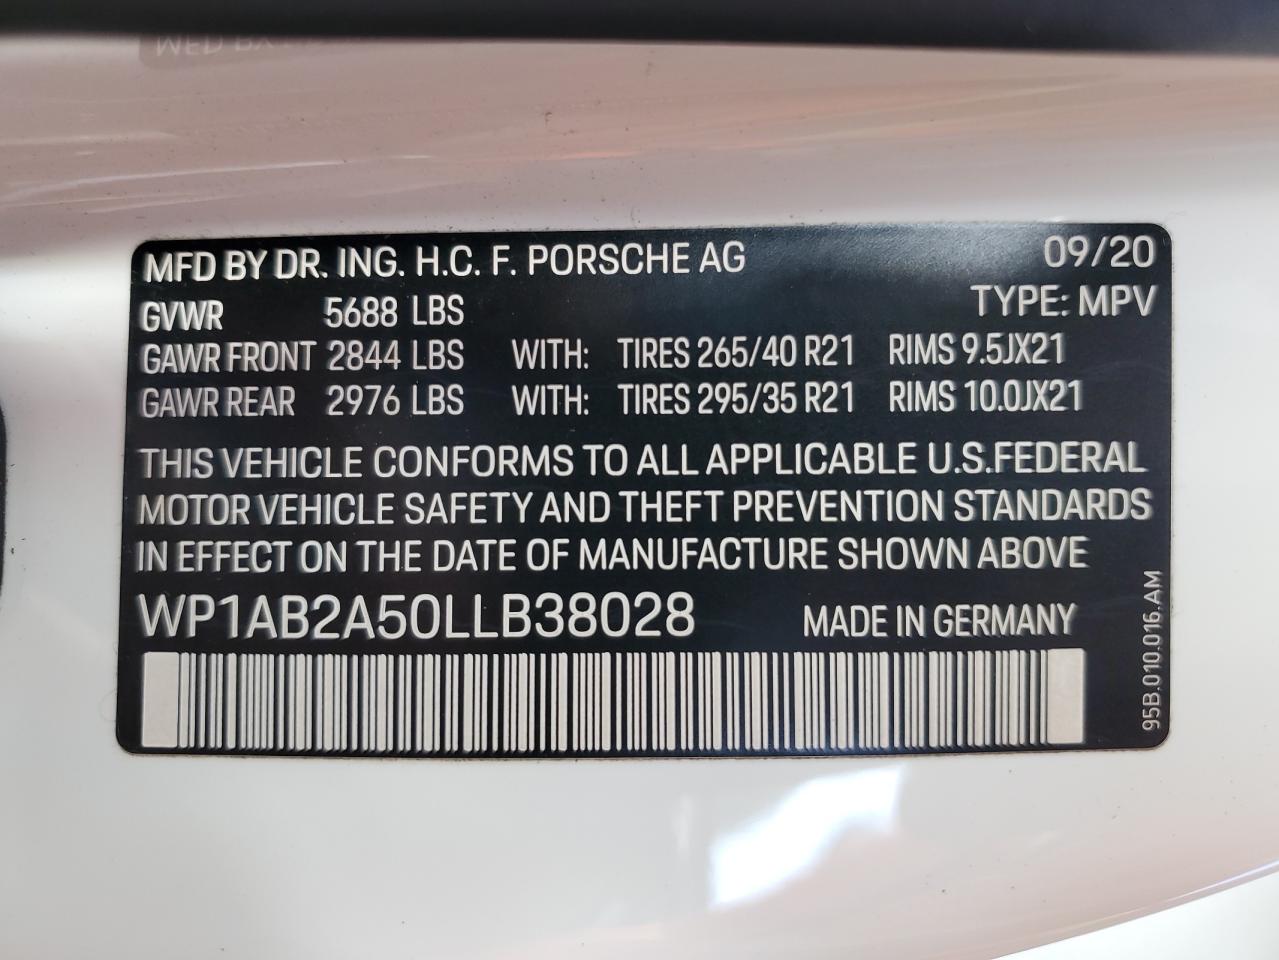 MFD BY DR. ING. H.C. F. PORSCHE AG 09/20
GVWR 5688 LBS TYPE: MPV
GAWR FRONT 2844 LBS WITH: TIRES 265/40 R21 RIMS 9.5JX21
GAWR REAR 2976 LBS WITH: TIRES 295/35 R21 RIMS 10.0JX21
THIS VEHICLE CONFORMS TO ALL APPLICABLE U.S.FEDERAL
MOTOR VEHICLE SAFETY AND THEFT PREVENTION STANDARDS
IN EFFECT ON THE DATE OF MANUFACTURE SHOWN ABOVE
WP1AB2A50LLB38028 MADE IN GERMANY
95B.010.016.AM